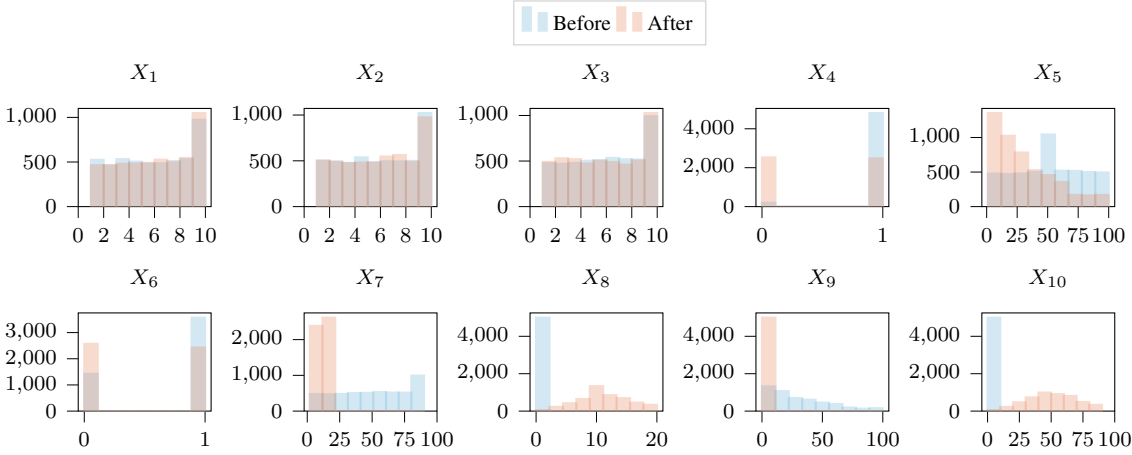 Before After
X1 X2 X3 X4 X5
1,000 500 0 0 2 4 6 8 10
1,000 500 0 0 2 4 6 8 10
1,000 500 0 0 2 4 6 8 10
4,000 2,000 0 0 1
1,000 500 0 0 25 50 75 100
X6 X7 X8 X9 X10
3,000 2,000 1,000 0 0 1
2,000 1,000 0 0 25 50 75 100
4,000 2,000 0 0 10 20
4,000 2,000 0 0 50 100
4,000 2,000 0 0 25 50 75 100